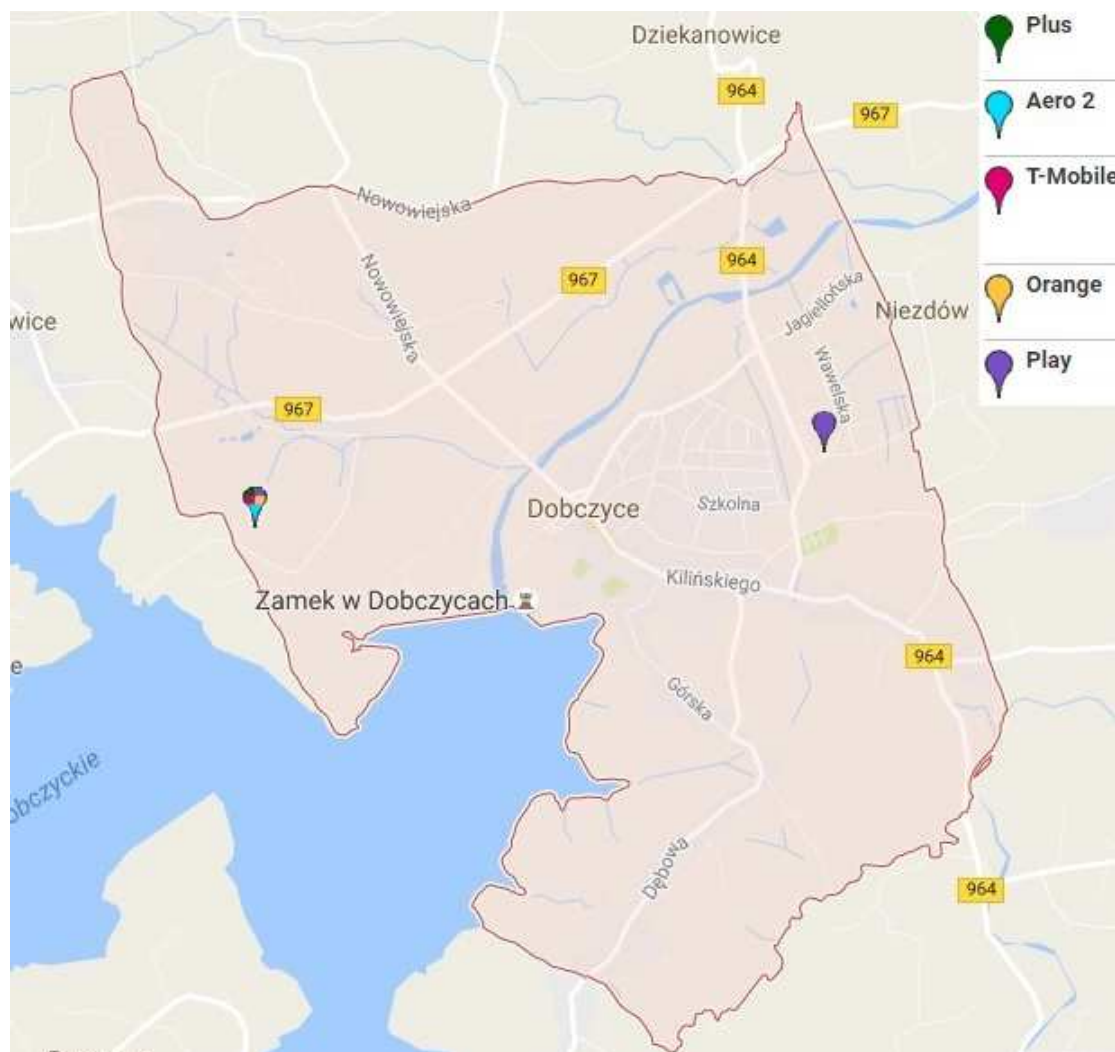 Dziekanowice
964
967
Nowowiejska
Nowowiejska
967
964
Jagiellońska
Niezdów
wice
Wawelska
967
Dobczyce
Szkolna
Kilińskiego
Zamek w Dobczycach
e
964
Górska
obczyckie
Dębowa
964
Plus
Aero 2
T-Mobile
Orange
Play